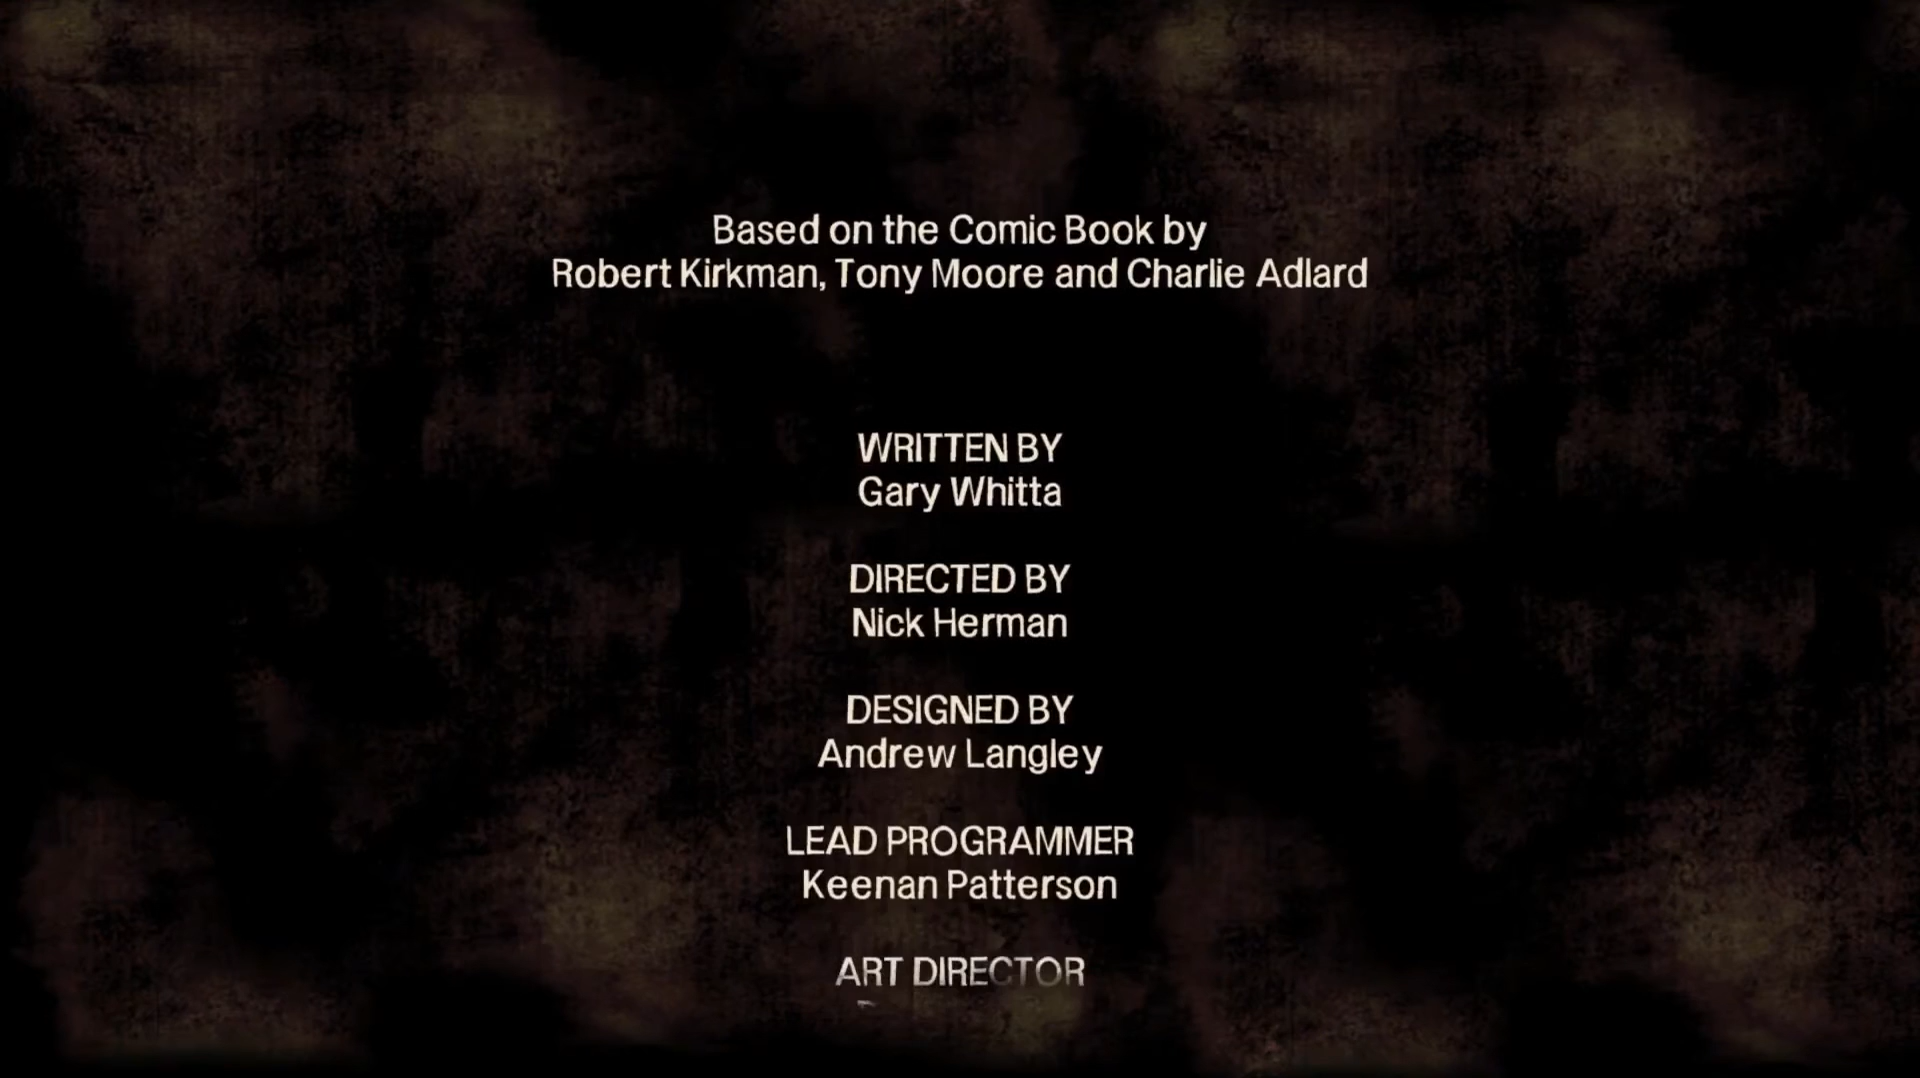 Based on the Comic Book by
Robert Kirkman, Tony Moore and Charlie Adlard
WRITTEN BY
Gary Whitta
DIRECTED BY
Nick Herman
DESIGNED BY
Andrew Langley
LEAD PROGRAMMER
Keenan Patterson
ART DIRECTOR